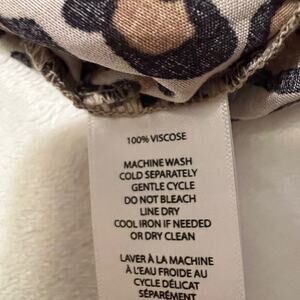 100% VISCOSE
MACHINE WASH
COLD SEPARATELY
GENTLE CYCLE
DO NOT BLEACH
LINE DRY
COOL IRON IF NEEDED
OR DRY CLEAN
LAVER À LA MACHINE
À L'EAU FROIDE AU
CYCLE DÉLICAT
SÉPARÉMENT